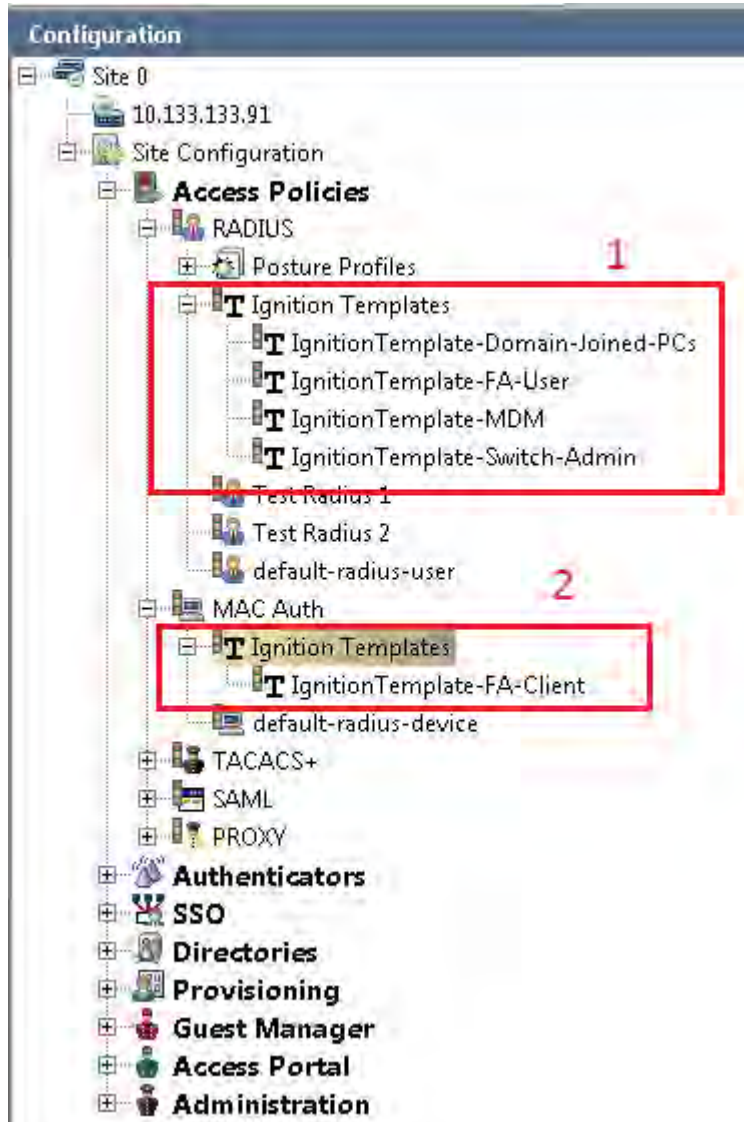 Configuration
Site 0
10.133.133.91
Site Configuration
Access Policies
RADIUS
1
Posture Profiles
T Ignition Templates
T IgnitionTemplate-Domain-Joined-PCs
T IgnitionTemplate-FA-User
T IgnitionTemplate-MDM
T IgnitionTemplate-Switch-Admin
Test Radius 1
Test Radius 2
default-radius-user
2
MAC Auth
T Ignition Templates
T IgnitionTemplate-FA-Client
default-radius-device
TACACS+
SAML
PROXY
Authenticators
SSO
Directories
Provisioning
Guest Manager
Access Portal
Administration